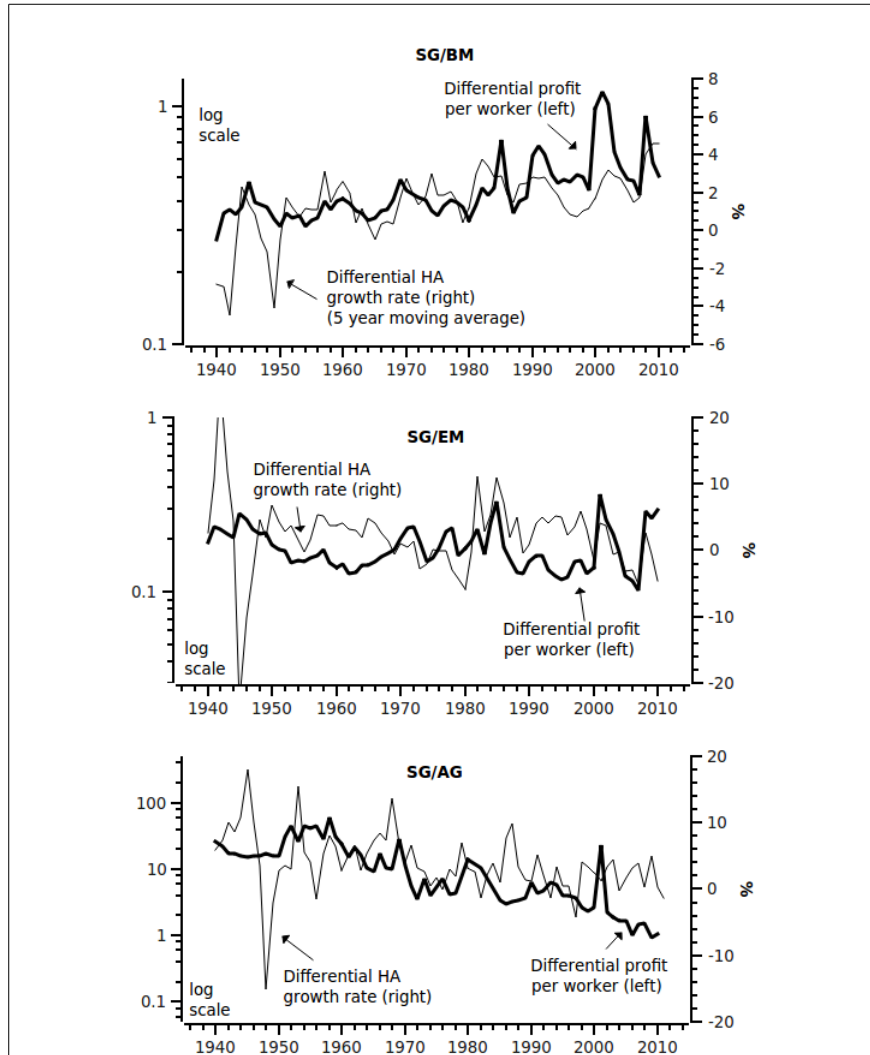 SG/BM
Differential profit
per worker (left)
log
scale
1
0.1
8
6
4
2
0
-2
-4
-6
%
Differential HA
growth rate (right)
(5 year moving average)
1940 1950 1960 1970 1980 1990 2000 2010
SG/EM
Differential HA
growth rate (right)
1
0.1
20
10
0
-10
-20
%
Differential profit
per worker (left)
log
scale
1940 1950 1960 1970 1980 1990 2000 2010
SG/AG
100
10
1
0.1
20
10
0
-10
-20
%
Differential HA
growth rate (right)
Differential profit
per worker (left)
log
scale
1940 1950 1960 1970 1980 1990 2000 2010